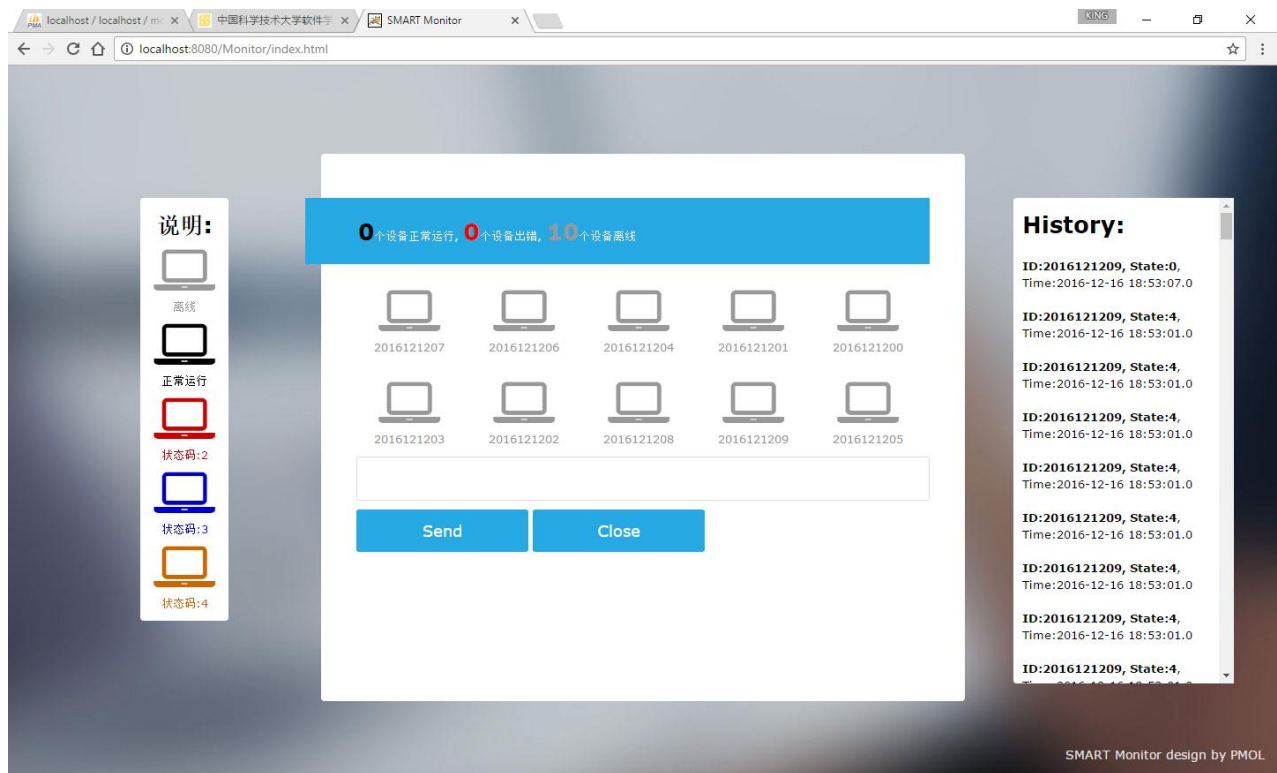 localhost / localhost / m
中国科学技术大学软件学
SMART Monitor
KING
localhost:8080/Monitor/index.html
说明:
离线
正常运行
状态码:2
状态码:3
状态码:4
0个设备正常运行, 0个设备出错, 10个设备离线
2016121207 2016121206 2016121204 2016121201 2016121200
2016121203 2016121202 2016121208 2016121209 2016121205
Send Close
History:
ID:2016121209, State:0,
Time:2016-12-16 18:53:07.0
ID:2016121209, State:4,
Time:2016-12-16 18:53:01.0
ID:2016121209, State:4,
Time:2016-12-16 18:53:01.0
ID:2016121209, State:4,
Time:2016-12-16 18:53:01.0
ID:2016121209, State:4,
Time:2016-12-16 18:53:01.0
ID:2016121209, State:4,
Time:2016-12-16 18:53:01.0
ID:2016121209, State:4,
Time:2016-12-16 18:53:01.0
ID:2016121209, State:4,
Time:2016-12-16 18:53:01.0
ID:2016121209, State:4,
SMART Monitor design by PMOL